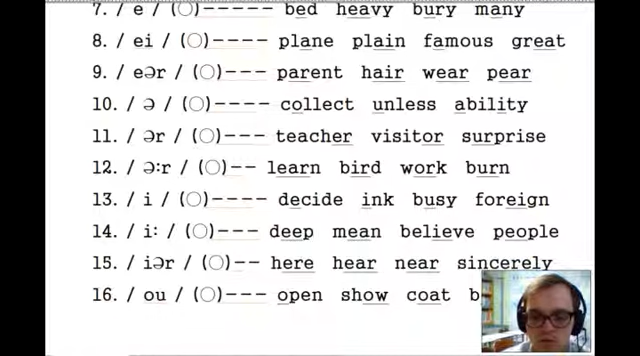 7. / e / (○)----- bed heavy bury many
8. / ei / (○)---- plane plain famous great
9. / eər / (○)--- parent hair wear pear
10. / ə / (○)---- collect unless ability
11. / ər / (○)--- teacher visitor surprise
12. / ə:r / (○)-- learn bird work burn
13. / i / (○)---- decide ink busy foreign
14. / i: / (○)--- deep mean believe people
15. / iər / (○)-- here hear near sincerely
16. / ou / (○)--- open show coat